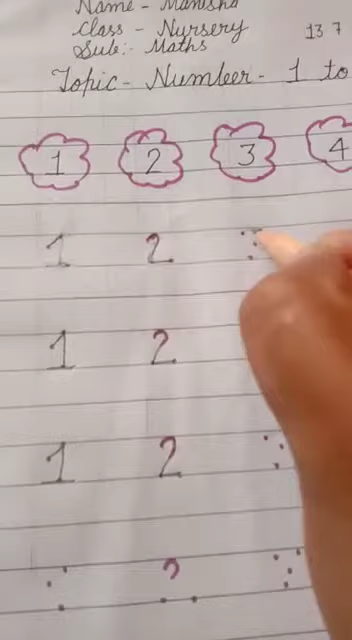 Name - Manisha
Class - Nursery
Sub:- Maths
13 7
Topic - Number - 1 to
1 2 3 4
1 2
1 2
1 2
2